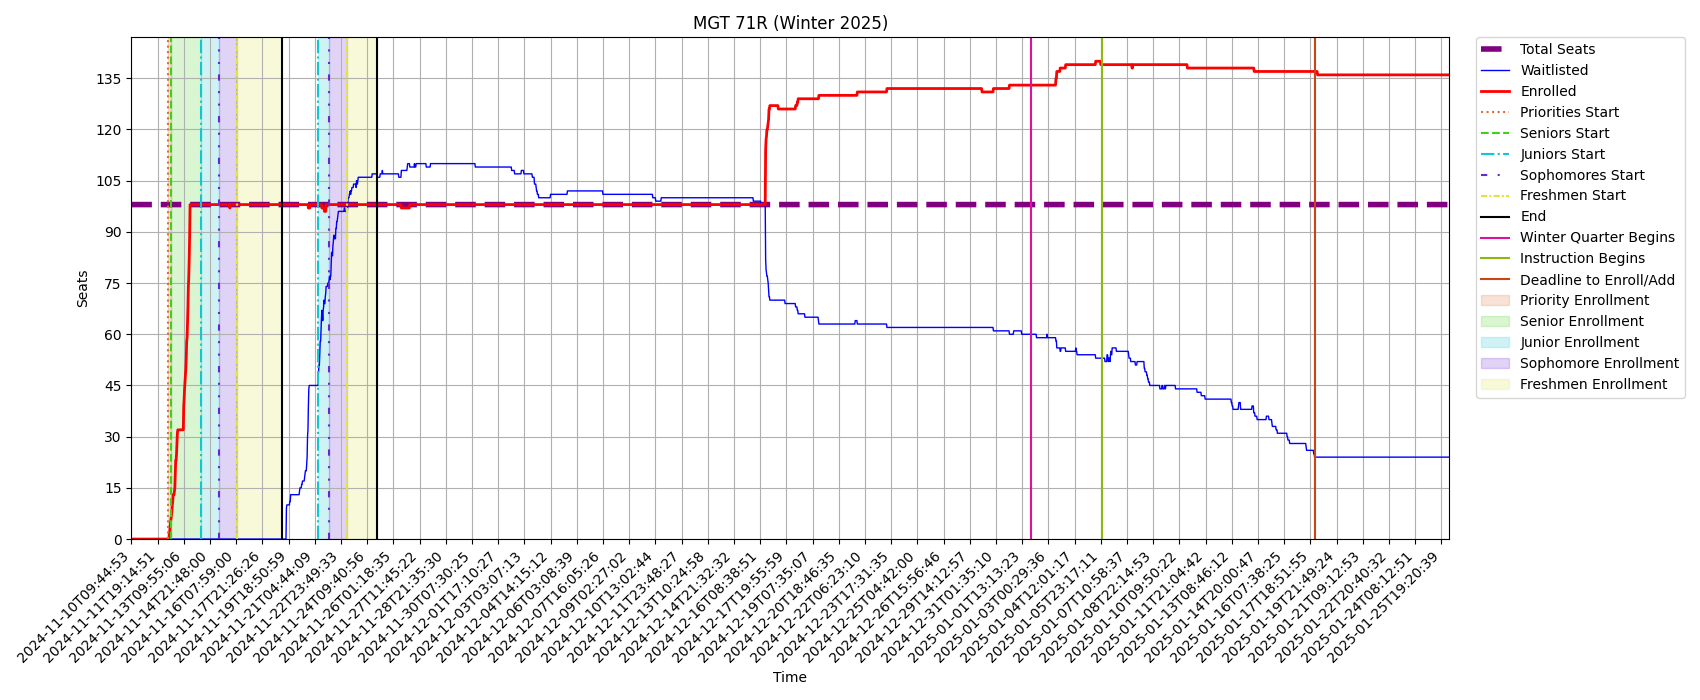 MGT 71R (Winter 2025)
Seats
135
120
105
90
75
60
45
30
15
0
2024-11-10T09:44:53
2024-11-11T19:14:51
2024-11-13T09:55:06
2024-11-14T21:48:00
2024-11-16T07:59:00
2024-11-17T21:26:26
2024-11-19T18:50:59
2024-11-21T04:44:09
2024-11-22T23:49:33
2024-11-24T09:40:56
2024-11-26T01:18:35
2024-11-27T11:45:22
2024-11-28T21:35:30
2024-11-30T07:30:25
2024-12-01T17:10:27
2024-12-03T03:07:13
2024-12-04T14:15:12
2024-12-06T03:08:39
2024-12-07T16:05:26
2024-12-09T02:27:02
2024-12-10T13:02:44
2024-12-11T23:48:27
2024-12-13T10:24:58
2024-12-14T21:32:32
2024-12-16T08:38:51
2024-12-17T19:55:59
2024-12-19T07:35:07
2024-12-20T18:46:35
2024-12-22T06:23:10
2024-12-23T17:31:35
2024-12-25T04:42:00
2024-12-26T15:56:46
2024-12-29T14:12:57
2024-12-31T01:35:10
2025-01-01T13:13:23
2025-01-03T00:29:36
2025-01-04T12:01:17
2025-01-05T23:17:11
2025-01-07T10:58:37
2025-01-08T22:14:53
2025-01-10T09:50:22
2025-01-11T21:04:42
2025-01-13T08:46:12
2025-01-14T20:00:47
2025-01-16T07:38:25
2025-01-17T18:51:55
2025-01-19T21:49:24
2025-01-21T09:12:53
2025-01-22T20:40:32
2025-01-24T08:12:51
2025-01-25T19:20:39
Time
Total Seats
Waitlisted
Enrolled
Priorities Start
Seniors Start
Juniors Start
Sophomores Start
Freshmen Start
End
Winter Quarter Begins
Instruction Begins
Deadline to Enroll/Add
Priority Enrollment
Senior Enrollment
Junior Enrollment
Sophomore Enrollment
Freshmen Enrollment